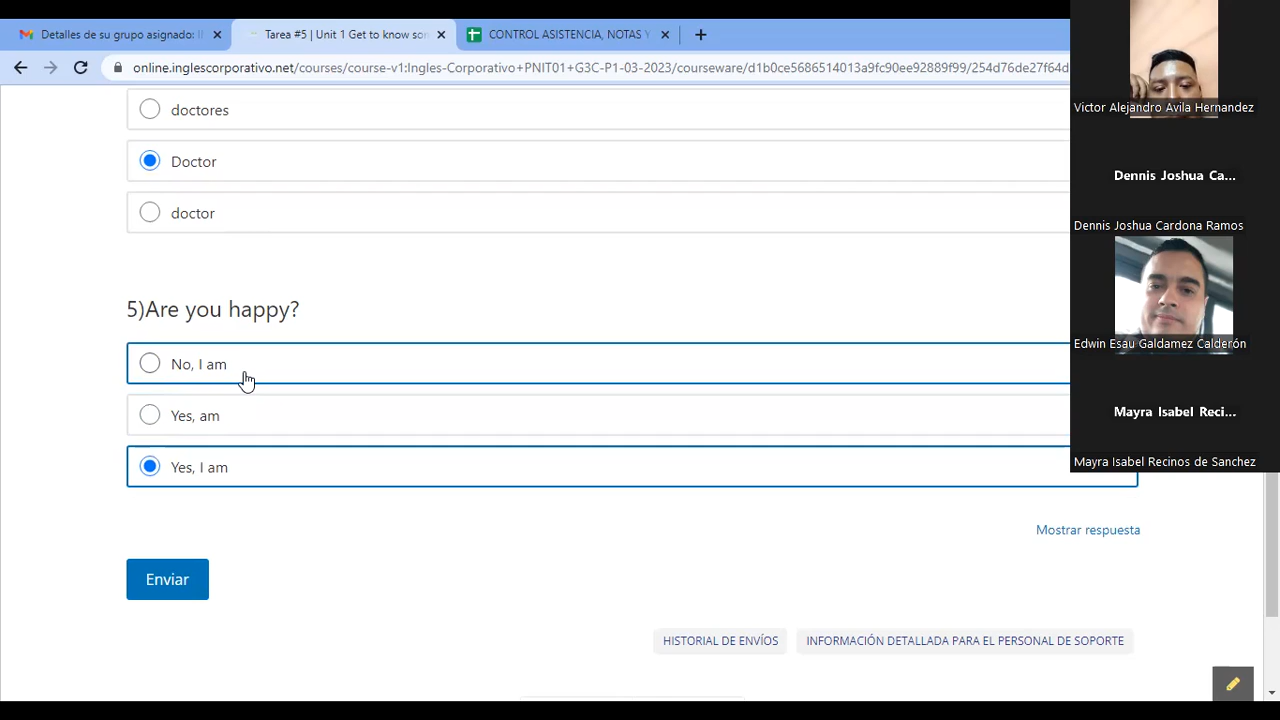 Detalles de su grupo asignado: I
Tarea #5 | Unit 1 Get to know som
CONTROL ASISTENCIA, NOTAS Y
online.inglescorporativo.net/courses/course-v1:Ingles-Corporativo+PNIT01+G3C-P1-03-2023/courseware/d1b0ce5686514013a9fc90ee92889f99/254d76de27f64d
doctores
Doctor
doctor
5)Are you happy?
No, I am
Yes, am
Yes, I am
Mostrar respuesta
Enviar
HISTORIAL DE ENVÍOS
INFORMACIÓN DETALLADA PARA EL PERSONAL DE SOPORTE
Victor Alejandro Avila Hernandez
Dennis Joshua Ca...
Dennis Joshua Cardona Ramos
Edwin Esau Galdamez Calderón
Mayra Isabel Reci...
Mayra Isabel Recinos de Sanchez